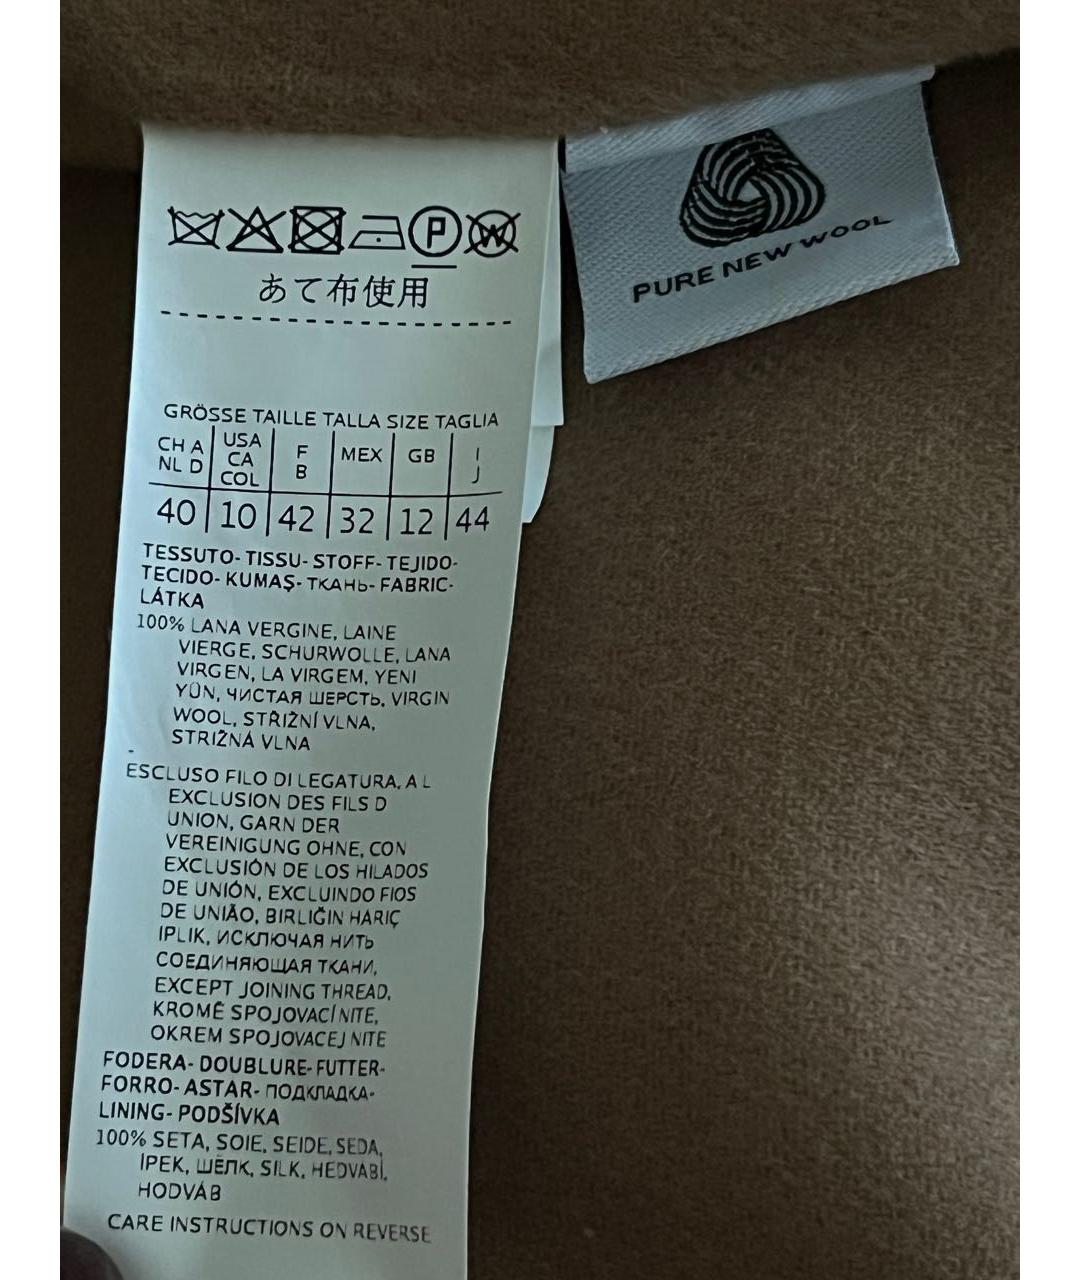 P W
あて布使用
GRÖSSE TAILLE TALLA SIZE TAGLIA
CH A NL D USA CA COL F B MEX GB I J
40 10 42 32 12 44
TESSUTO- TISSU- STOFF- TEJIDO-
TECIDO- KUMAŞ- ТКАНЬ- FABRIC-
LÁTKA
100% LANA VERGINE, LAINE
VIERGE, SCHURWOLLE, LANA
VIRGEN, LA VIRGEM, YENI
YÜN, ЧИСТАЯ ШЕРСТЬ, VIRGIN
WOOL, STŘIŽNÍ VLNA,
STRIŽNÁ VLNA
ESCLUSO FILO DI LEGATURA, A L
EXCLUSION DES FILS D
UNION, GARN DER
VEREINIGUNG OHNE, CON
EXCLUSIÓN DE LOS HILADOS
DE UNIÓN, EXCLUINDO FIOS
DE UNIÃO, BIRLIĞIN HARIÇ
IPLIK, ИСКЛЮЧАЯ НИТЬ
СОЕДИНЯЮЩАЯ ТКАНИ,
EXCEPT JOINING THREAD,
KROMĚ SPOJOVACÍ NITE,
OKREM SPOJOVACEJ NITE
FODERA- DOUBLURE- FUTTER-
FORRO- ASTAR- ПОДКЛАДКА-
LINING- PODŠÍVKA
100% SETA, SOIE, SEIDE, SEDA,
İPEK, ШЁЛК, SILK, HEDVÁBÍ,
HODVÁB
CARE INSTRUCTIONS ON REVERSE
PURE NEW WOOL